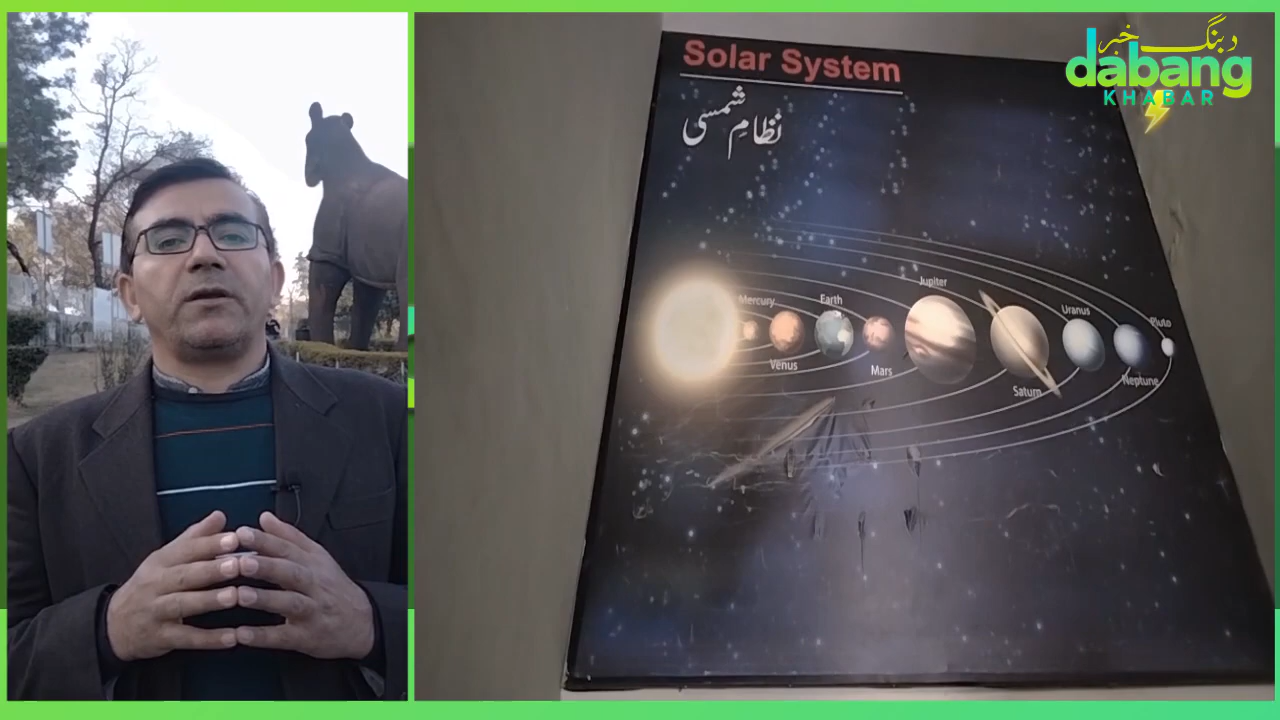 دبنگ خبر
dabang
KHABAR
Solar System
نظامِ شمسی
Mercury
Venus
Earth
Mars
Jupiter
Saturn
Uranus
Neptune
Pluto